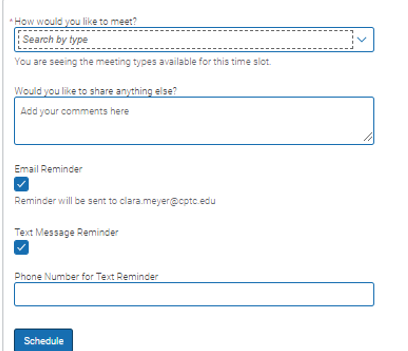 * How would you like to meet?
Search by type
You are seeing the meeting types available for this time slot.
Would you like to share anything else?
Add your comments here
Email Reminder
Reminder will be sent to clara.meyer@cptc.edu
Text Message Reminder
Phone Number for Text Reminder
Schedule